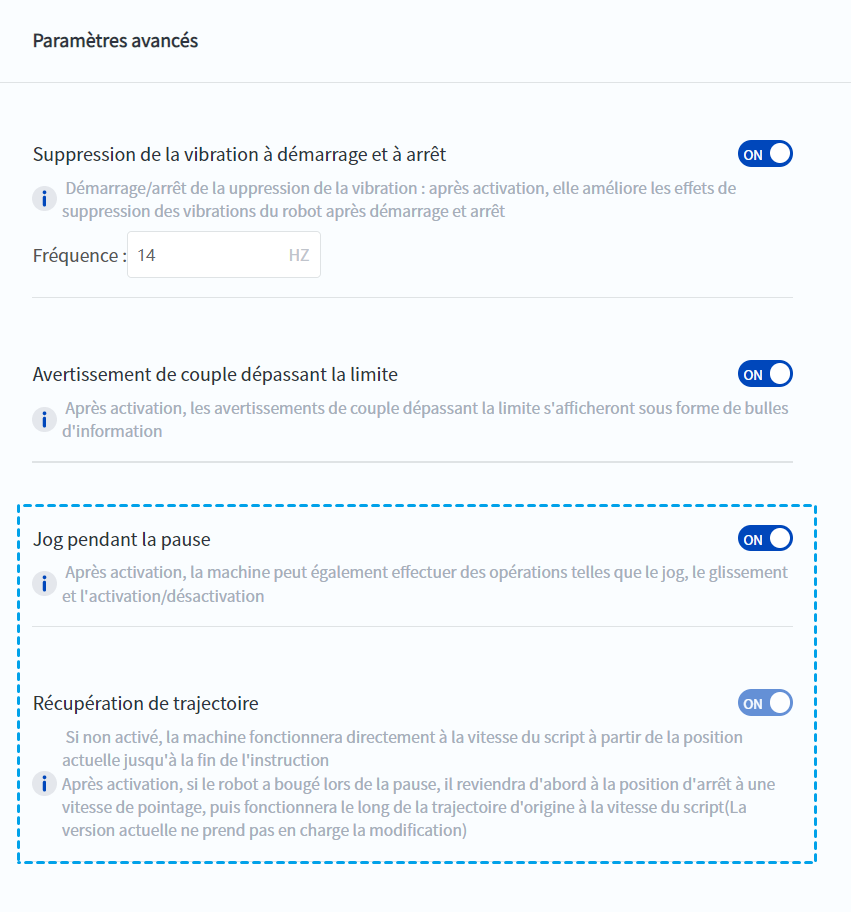 Paramètres avancés
Suppression de la vibration à démarrage et à arrêt
ON
Démarrage/arrêt de la uppression de la vibration : après activation, elle améliore les effets de
suppression des vibrations du robot après démarrage et arrêt
Fréquence : 14 HZ
Avertissement de couple dépassant la limite
ON
Après activation, les avertissements de couple dépassant la limite s'afficheront sous forme de bulles
d'information
Jog pendant la pause
ON
Après activation, la machine peut également effectuer des opérations telles que le jog, le glissement
et l'activation/désactivation
Récupération de trajectoire
ON
Si non activé, la machine fonctionnera directement à la vitesse du script à partir de la position
actuelle jusqu'à la fin de l'instruction
Après activation, si le robot a bougé lors de la pause, il reviendra d'abord à la position d'arrêt à une
vitesse de pointage, puis fonctionnera le long de la trajectoire d'origine à la vitesse du script(La
version actuelle ne prend pas en charge la modification)